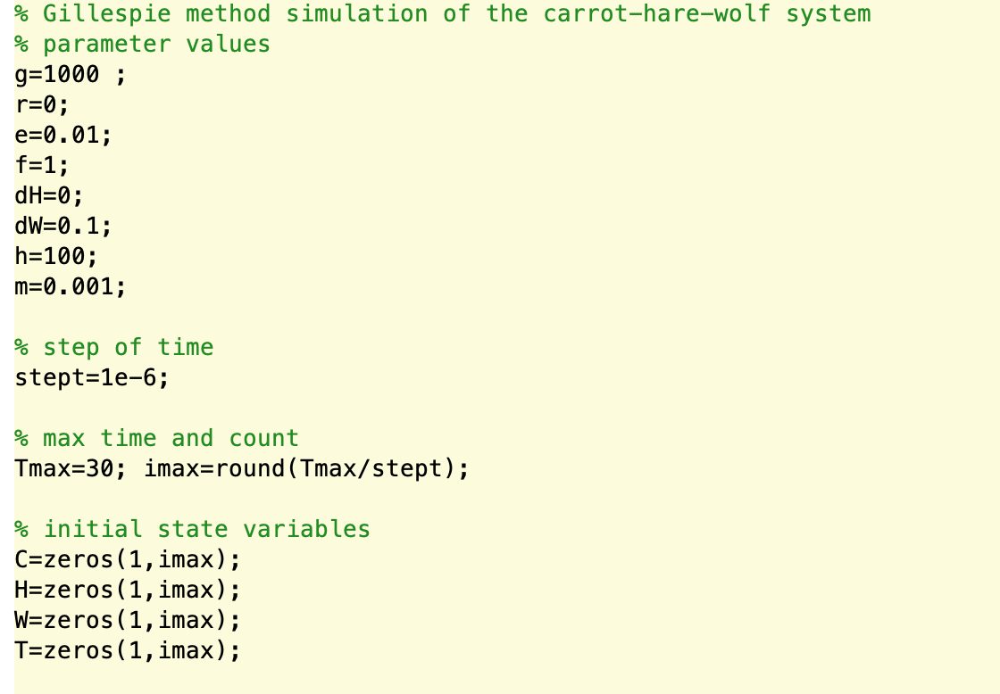 % Gillespie method simulation of the carrot-hare-wolf system
% parameter values
g=1000 ;
r=0;
e=0.01;
f=1;
dH=0;
dW=0.1;
h=100;
m=0.001;
% step of time
stept=1e-6;
% max time and count
Tmax=30; imax=round(Tmax/stept);
% initial state variables
C=zeros(1,imax);
H=zeros(1,imax);
W=zeros(1,imax);
T=zeros(1,imax);